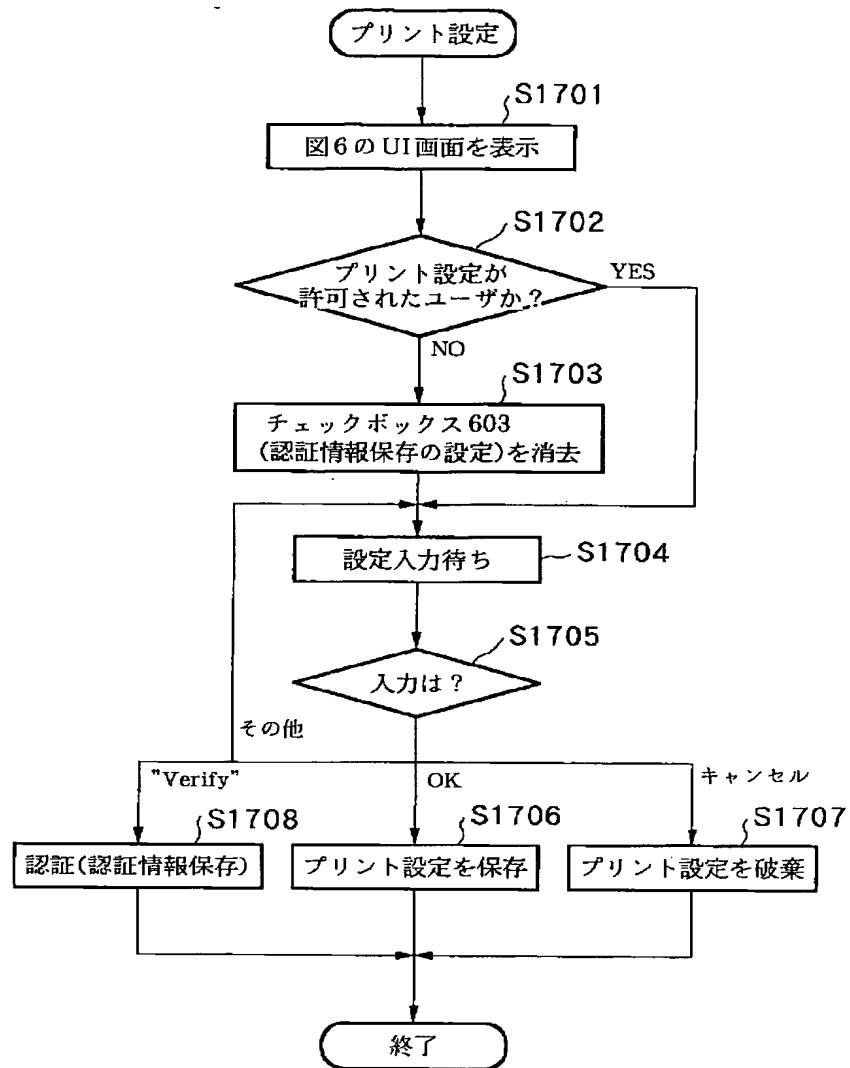 プリント設定
S1701
図6のUI画面を表示
S1702
プリント設定が
許可されたユーザか?
YES
NO
S1703
チェックボックス603
(認証情報保存の設定)を消去
設定入力待ち
S1704
S1705
入力は?
その他
"Verify"
OK
キャンセル
S1708
S1706
S1707
認証(認証情報保存)
プリント設定を保存
プリント設定を破棄
終了